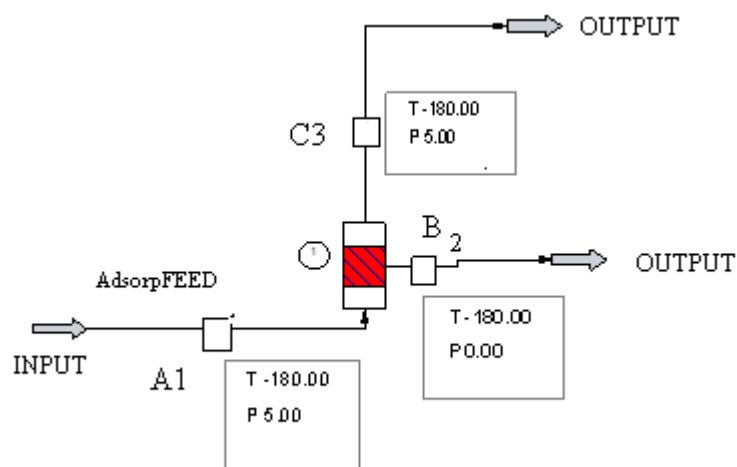 OUTPUT
T -180.00
P 5.00
C3
1
B 2
OUTPUT
AdsorpFEED
T -180.00
P 0.00
INPUT
A1
T -180.00
P 5.00